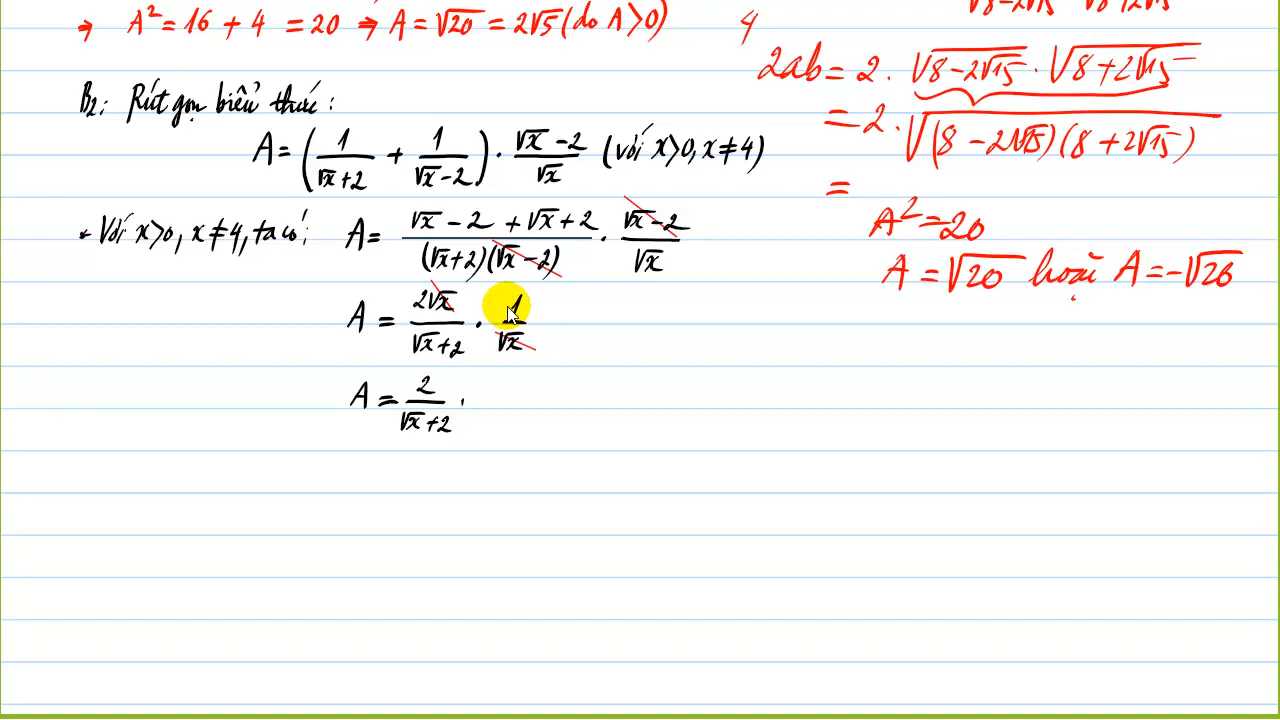 ⇒ A² = 16 + 4 = 20 ⇒ A = √20 = 2√5 (do A > 0)
B2: Rút gọn biểu thức:
A = (1/(√x+2) + 1/(√x−2)) · (√x−2)/√x (với x>0, x≠4)
- Với x>0, x≠4, ta có: A = (√x − 2 + √x + 2)/((√x+2)(√x−2)) · (√x−2)/√x
A = 2√x/(√x+2) · 1/√x
A = 2/(√x+2).
4
2ab = 2. √8−2√15 . √8+2√15
= 2. √(8 − 2√15)(8 + 2√15)
=
A² = 20
A = √20 hoặc A = −√20